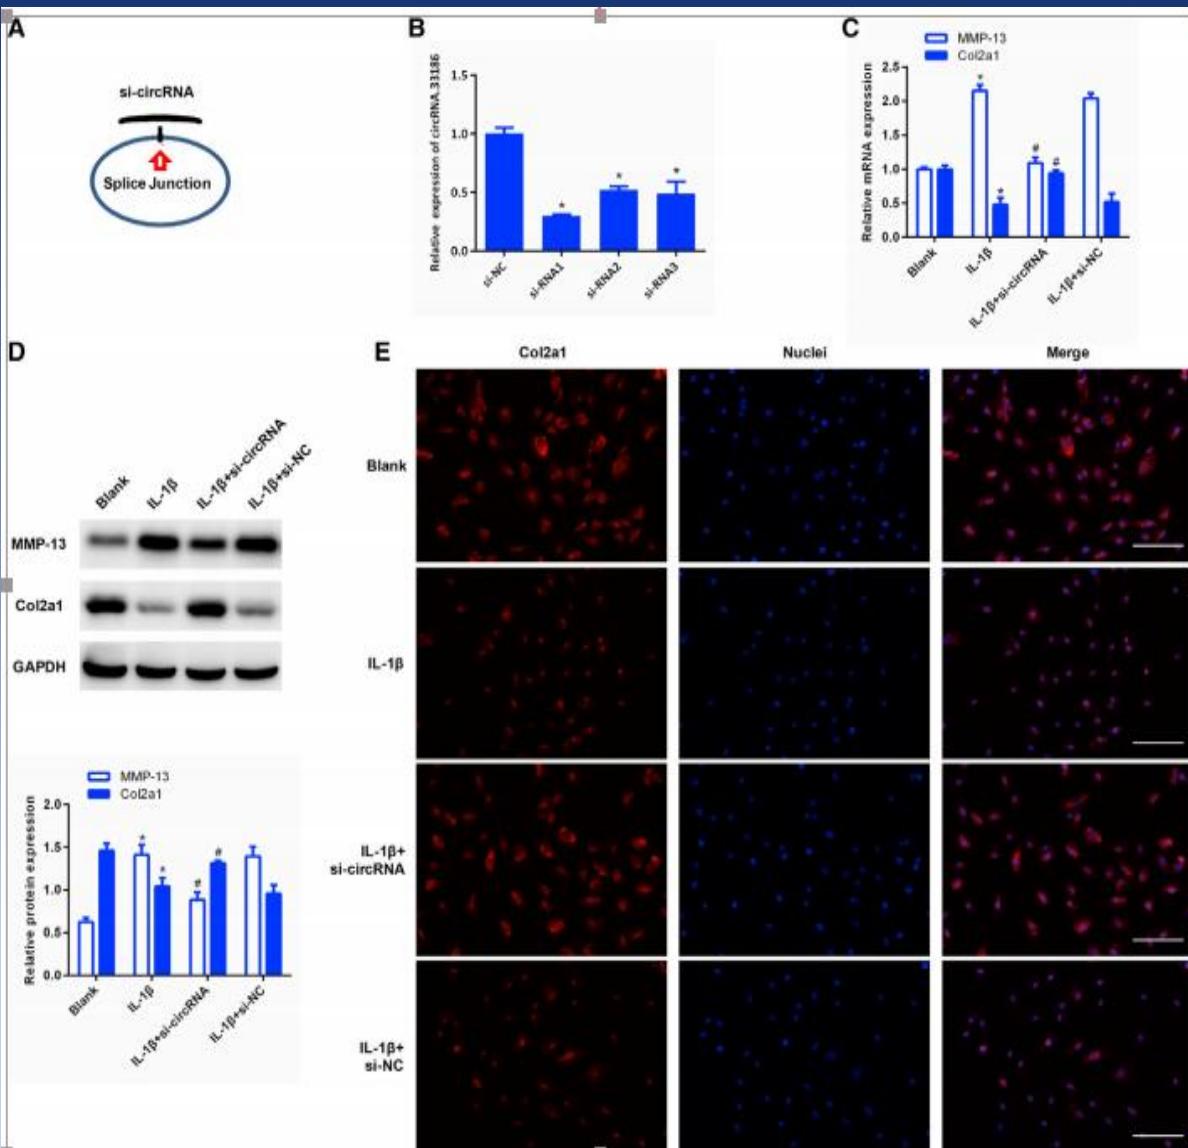 A
si-circRNA
Splice Junction
B
Relative expression of circRNA.33186
1.5
1.0
0.5
0.0
*
*
*
si-NC
si-RNA1
si-RNA2
si-RNA3
C
MMP-13
Col2a1
Relative mRNA expression
2.5
2.0
1.5
1.0
0.5
0.0
*
*
#
#
Blank
IL-1β
IL-1β+si-circRNA
IL-1β+si-NC
D
Blank
IL-1β
IL-1β+si-circRNA
IL-1β+si-NC
MMP-13
Col2a1
GAPDH
MMP-13
Col2a1
Relative protein expression
2.0
1.5
1.0
0.5
0.0
*
*
#
#
Blank
IL-1β
IL-1β+si-circRNA
IL-1β+si-NC
E
Col2a1
Nuclei
Merge
Blank
IL-1β
IL-1β+
si-circRNA
IL-1β+
si-NC